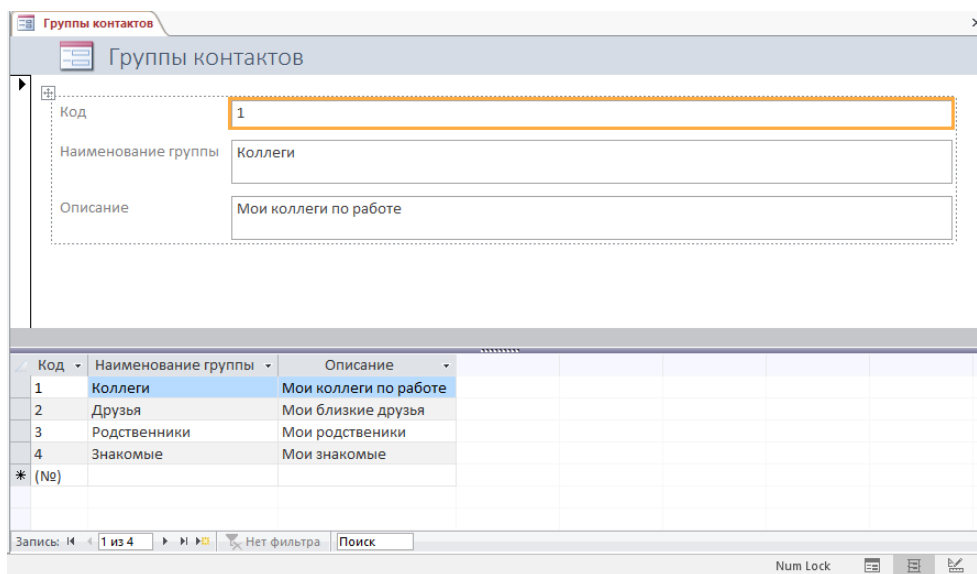 Группы контактов
Группы контактов
Код 1
Наименование группы Коллеги
Описание Мои коллеги по работе
Код Наименование группы Описание
1 Коллеги Мои коллеги по работе
2 Друзья Мои близкие друзья
3 Родственники Мои родственики
4 Знакомые Мои знакомые
(№)
Запись: 1 из 4 Нет фильтра Поиск
Num Lock